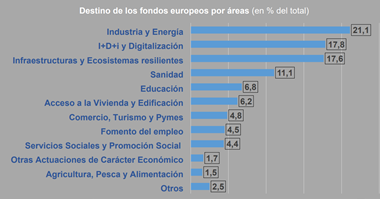 Destino de los fondos europeos por áreas (en % del total)
Industria y Energía 21,1
I+D+i y Digitalización 17,8
Infraestructuras y Ecosistemas resilientes 17,6
Sanidad 11,1
Educación 6,8
Acceso a la Vivienda y Edificación 6,2
Comercio, Turismo y Pymes 4,8
Fomento del empleo 4,5
Servicios Sociales y Promoción Social 4,4
Otras Actuaciones de Carácter Económico 1,7
Agricultura, Pesca y Alimentación 1,5
Otros 2,5